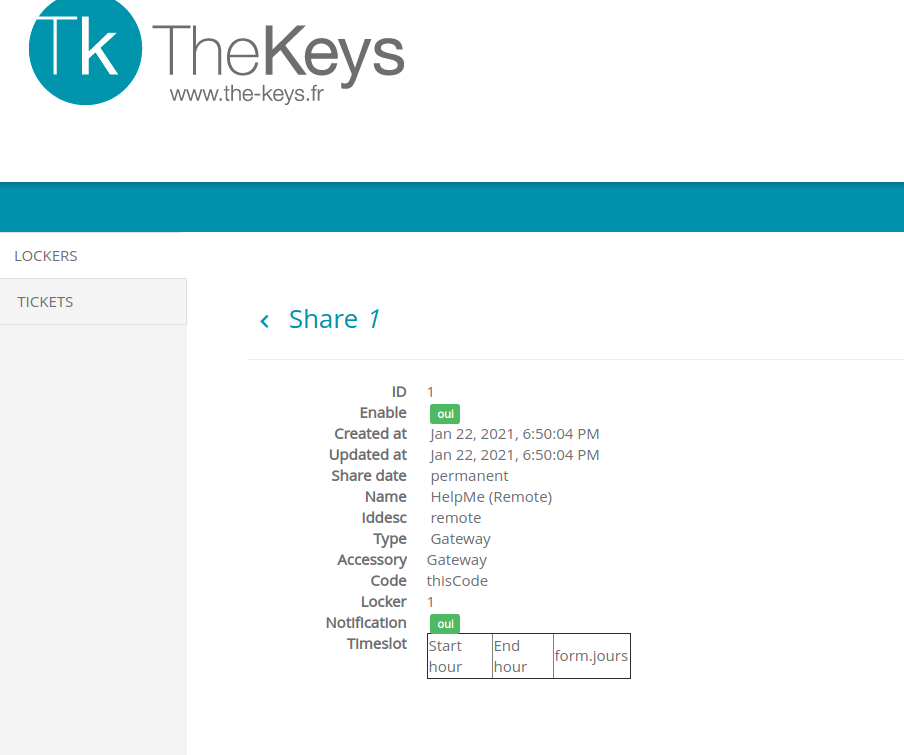 Tk TheKeys
www.the-keys.fr
LOCKERS
TICKETS
Share 1
ID 1
Enable oui
Created at Jan 22, 2021, 6:50:04 PM
Updated at Jan 22, 2021, 6:50:04 PM
Share date permanent
Name HelpMe (Remote)
Iddesc remote
Type Gateway
Accessory Gateway
Code thisCode
Locker 1
Notification oui
Timeslot
Start hour
End hour
form.jours